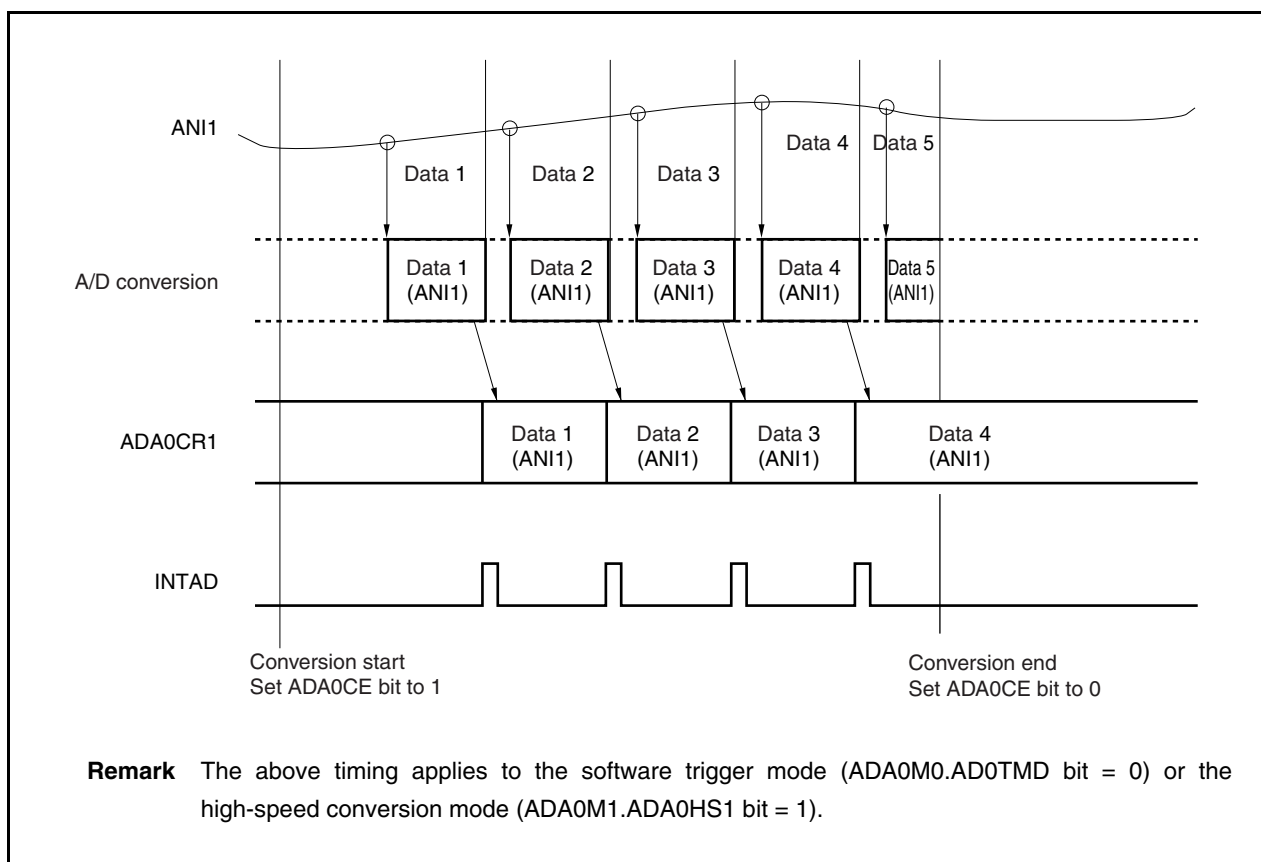 ANI1
Data 1
Data 2
Data 3
Data 4
Data 5
A/D conversion
Data 1
(ANI1)
Data 2
(ANI1)
Data 3
(ANI1)
Data 4
(ANI1)
Data 5
(ANI1)
ADA0CR1
Data 1
(ANI1)
Data 2
(ANI1)
Data 3
(ANI1)
Data 4
(ANI1)
INTAD
Conversion start
Set ADA0CE bit to 1
Conversion end
Set ADA0CE bit to 0
Remark The above timing applies to the software trigger mode (ADA0M0.AD0TMD bit = 0) or the
high-speed conversion mode (ADA0M1.ADA0HS1 bit = 1).